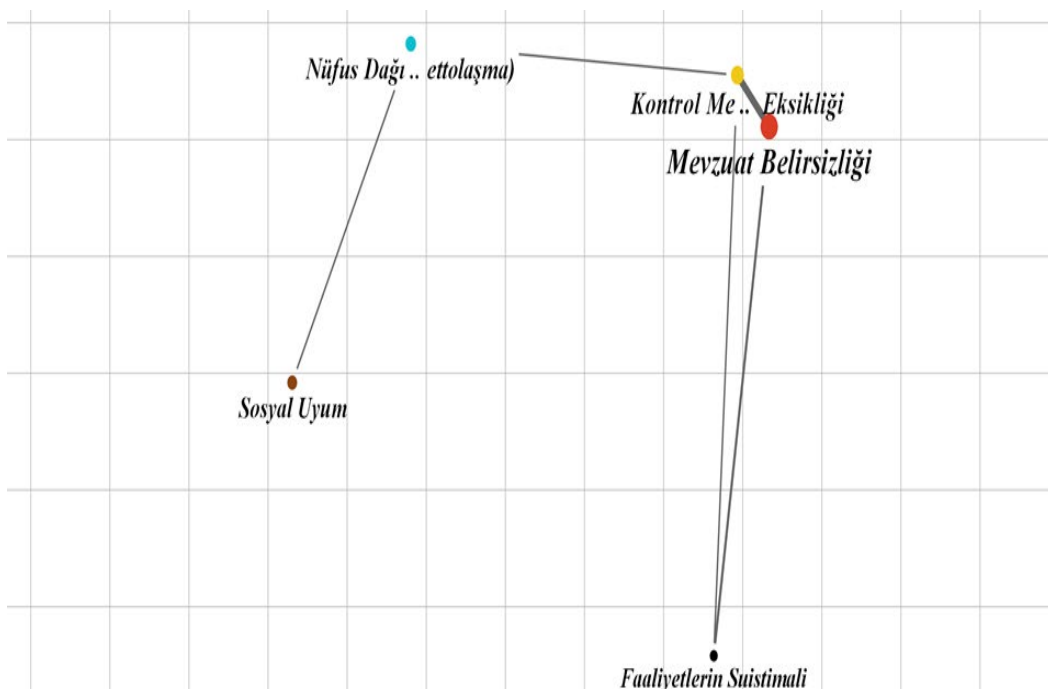 Nüfus Dağı .. ettolaşma)
Kontrol Me .. Eksikliği
Mevzuat Belirsizliği
Sosyal Uyum
Faaliyetlerin Suistimali